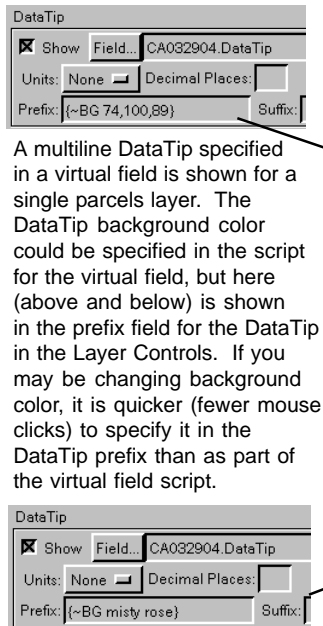 DataTip
Show Field... CA032904.DataTip
Units: None Decimal Places:
Prefix: {~BG 74,100,89} Suffix:
A multiline DataTip specified
in a virtual field is shown for a
single parcels layer. The
DataTip background color
could be specified in the script
for the virtual field, but here
(above and below) is shown
in the prefix field for the DataTip
in the Layer Controls. If you
may be changing background
color, it is quicker (fewer mouse
clicks) to specify it in the
DataTip prefix than as part of
the virtual field script.
DataTip
Show Field... CA032904.DataTip
Units: None Decimal Places:
Prefix: {~BG misty rose} Suffix: